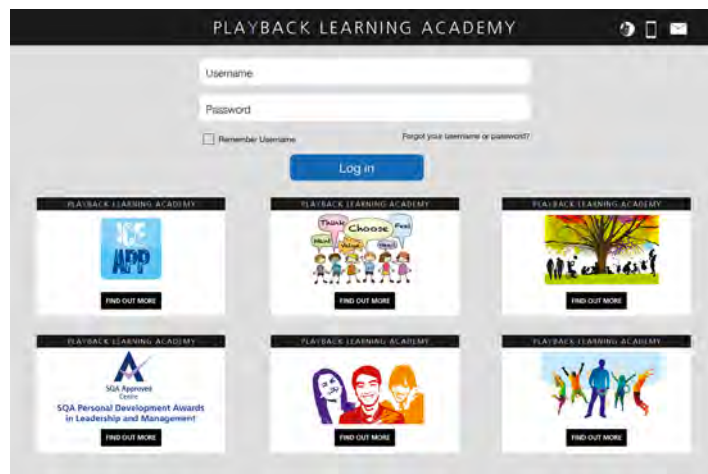 PLAYBACK LEARNING ACADEMY
Username
Password
Remember Username
Forgot your username or password?
Log in
PLAYBACK LEARNING ACADEMY
ICE
APP
FIND OUT MORE
PLAYBACK LEARNING ACADEMY
Think
Choose
Feel
Want
Value
Need
FIND OUT MORE
PLAYBACK LEARNING ACADEMY
FIND OUT MORE
PLAYBACK LEARNING ACADEMY
SQA Approved
Centre
SQA Personal Development Awards
in Leadership and Management
FIND OUT MORE
PLAYBACK LEARNING ACADEMY
FIND OUT MORE
PLAYBACK LEARNING ACADEMY
FIND OUT MORE